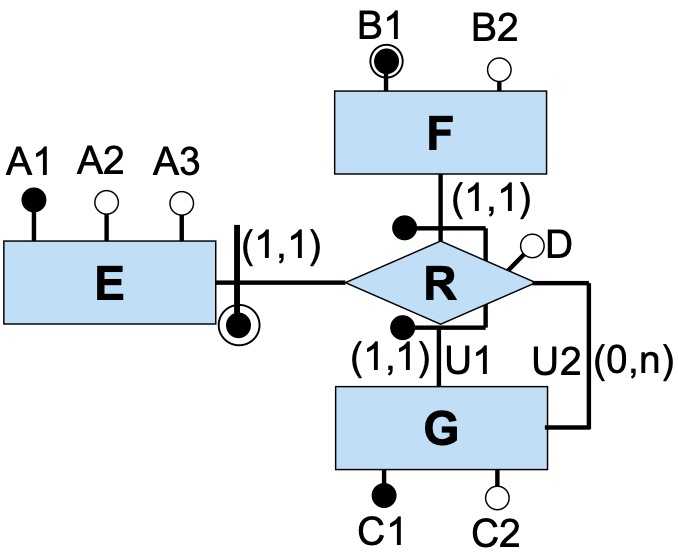 B1 B2
A1 A2 A3
F
(1,1)
(1,1)
D
E
R
(1,1) U1 U2 (0,n)
G
C1 C2